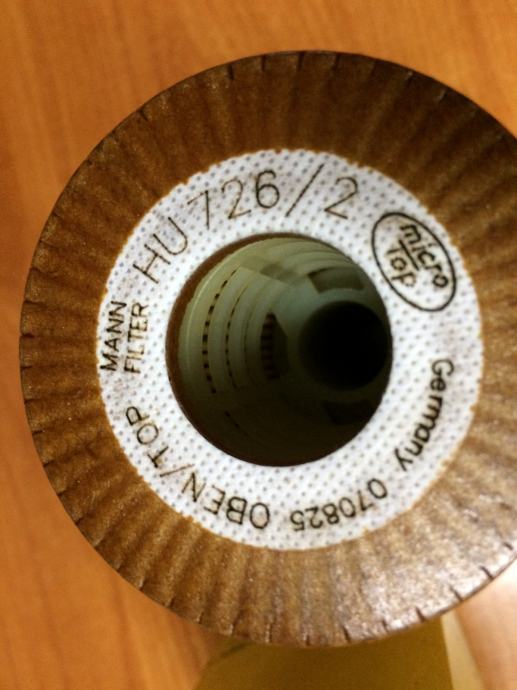 MANN
FILTER
HU 726/2
micro
Top
Germany 070825 OBEN/TOP